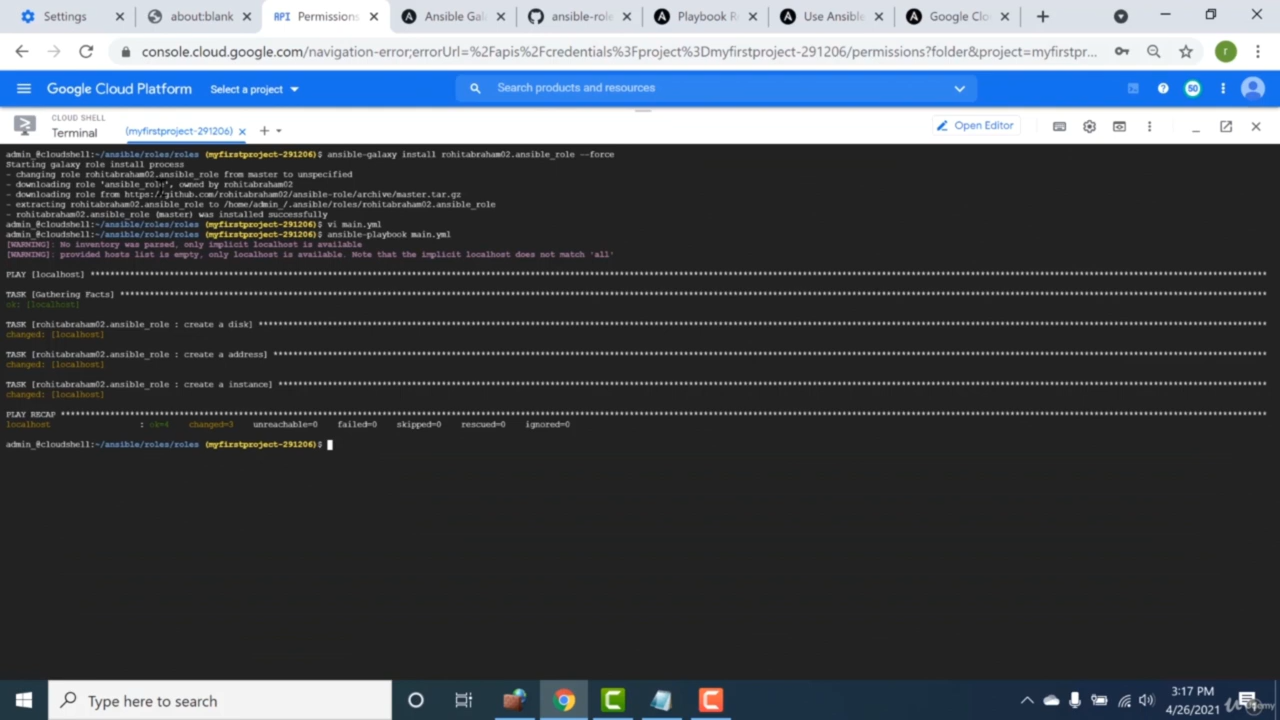 Settings
about:blank
API Permissions
Ansible Gal
ansible-role
Playbook R
Use Ansible
Google Clo
console.cloud.google.com/navigation-error;errorUrl=%2Fapis%2Fcredentials%3Fproject%3Dmyfirstproject-291206/permissions?folder&project=myfirstpr...
r
Google Cloud Platform
Select a project
Search products and resources
50
CLOUD SHELL
Terminal
(myfirstproject-291206)
Open Editor
admin_@cloudshell:~/ansible/roles/roles (myfirstproject-291206)$ ansible-galaxy install rohitabraham02.ansible_role --force
Starting galaxy role install process
- changing role rohitabraham02.ansible_role from master to unspecified
- downloading role 'ansible_role', owned by rohitabraham02
- downloading role from https://github.com/rohitabraham02/ansible-role/archive/master.tar.gz
- extracting rohitabraham02.ansible_role to /home/admin_/.ansible/roles/rohitabraham02.ansible_role
- rohitabraham02.ansible_role (master) was installed successfully
admin_@cloudshell:~/ansible/roles/roles (myfirstproject-291206)$ vi main.yml
admin_@cloudshell:~/ansible/roles/roles (myfirstproject-291206)$ ansible-playbook main.yml
[WARNING]: No inventory was parsed, only implicit localhost is available
[WARNING]: provided hosts list is empty, only localhost is available. Note that the implicit localhost does not match 'all'
PLAY [localhost]
TASK [Gathering Facts]
ok: [localhost]
TASK [rohitabraham02.ansible_role : create a disk]
changed: [localhost]
TASK [rohitabraham02.ansible_role : create a address]
changed: [localhost]
TASK [rohitabraham02.ansible_role : create a instance]
changed: [localhost]
PLAY RECAP
localhost : ok=4 changed=3 unreachable=0 failed=0 skipped=0 rescued=0 ignored=0
admin_@cloudshell:~/ansible/roles/roles (myfirstproject-291206)$
Type here to search
3:17 PM
4/26/2021
Udemy